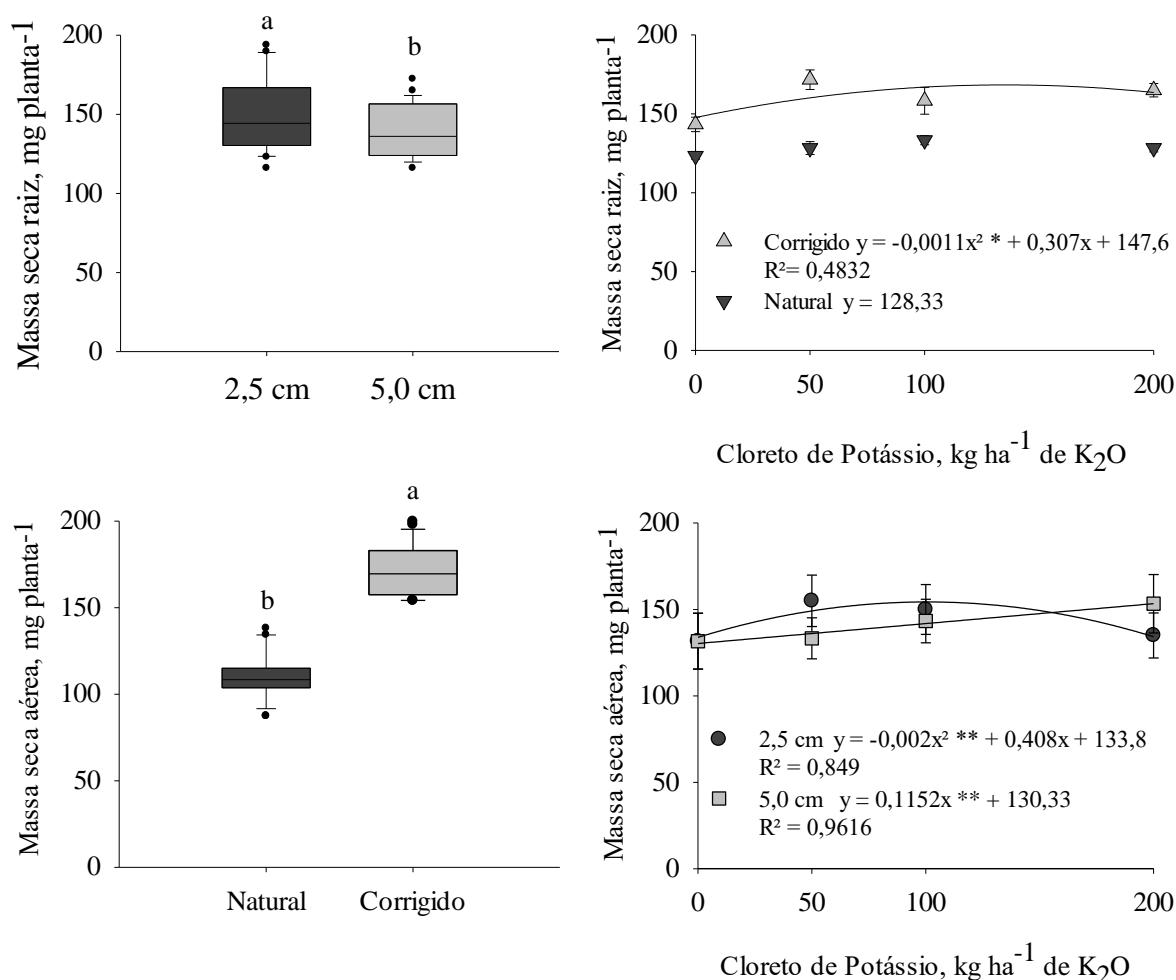 Massa seca raiz, mg planta-1
200
150
100
50
0
a
b
2,5 cm
5,0 cm
Massa seca raiz, mg planta-1
200
150
100
50
0
Corrigido y = -0,0011x² * + 0,307x + 147,6
R²= 0,4832
Natural y = 128,33
0
50
100
200
Cloreto de Potássio, kg ha-1 de K2O
Massa seca aérea, mg planta-1
200
150
100
50
0
b
a
Natural
Corrigido
Massa seca aérea, mg planta-1
200
150
100
50
0
2,5 cm y = -0,002x² ** + 0,408x + 133,8
R² = 0,849
5,0 cm y = 0,1152x ** + 130,33
R² = 0,9616
0
50
100
200
Cloreto de Potássio, kg ha-1 de K2O